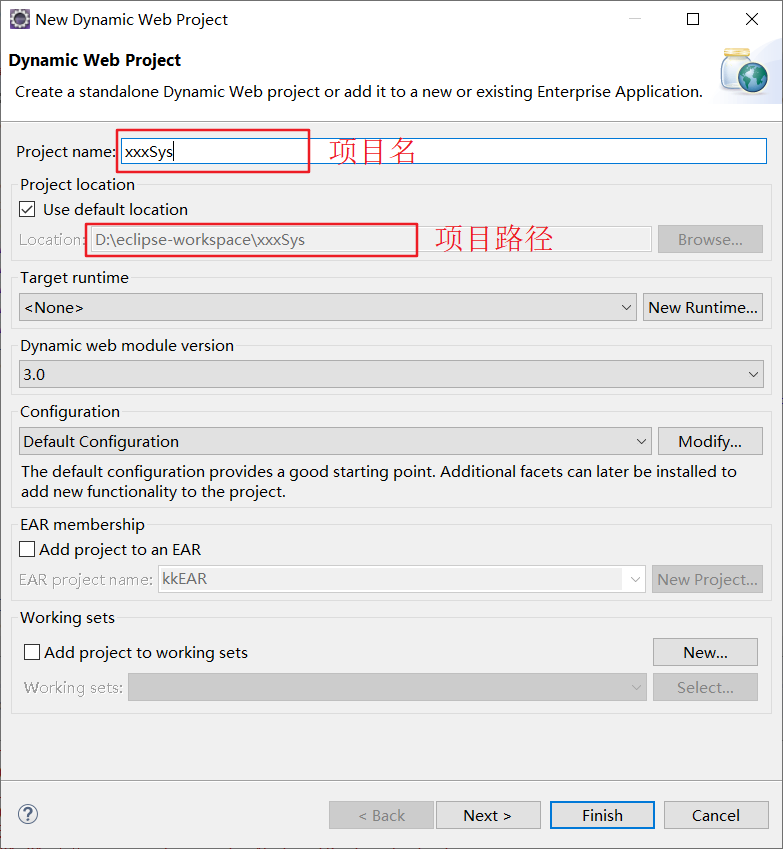 New Dynamic Web Project
Dynamic Web Project
Create a standalone Dynamic Web project or add it to a new or existing Enterprise Application.
Project name: xxxSys 项目名
Project location
Use default location
Location: D:\eclipse-workspace\xxxSys 项目路径 Browse...
Target runtime
<None> New Runtime...
Dynamic web module version
3.0
Configuration
Default Configuration Modify...
The default configuration provides a good starting point. Additional facets can later be installed to
add new functionality to the project.
EAR membership
Add project to an EAR
EAR project name: kkEAR New Project...
Working sets
Add project to working sets New...
Working sets: Select...
? < Back Next > Finish Cancel